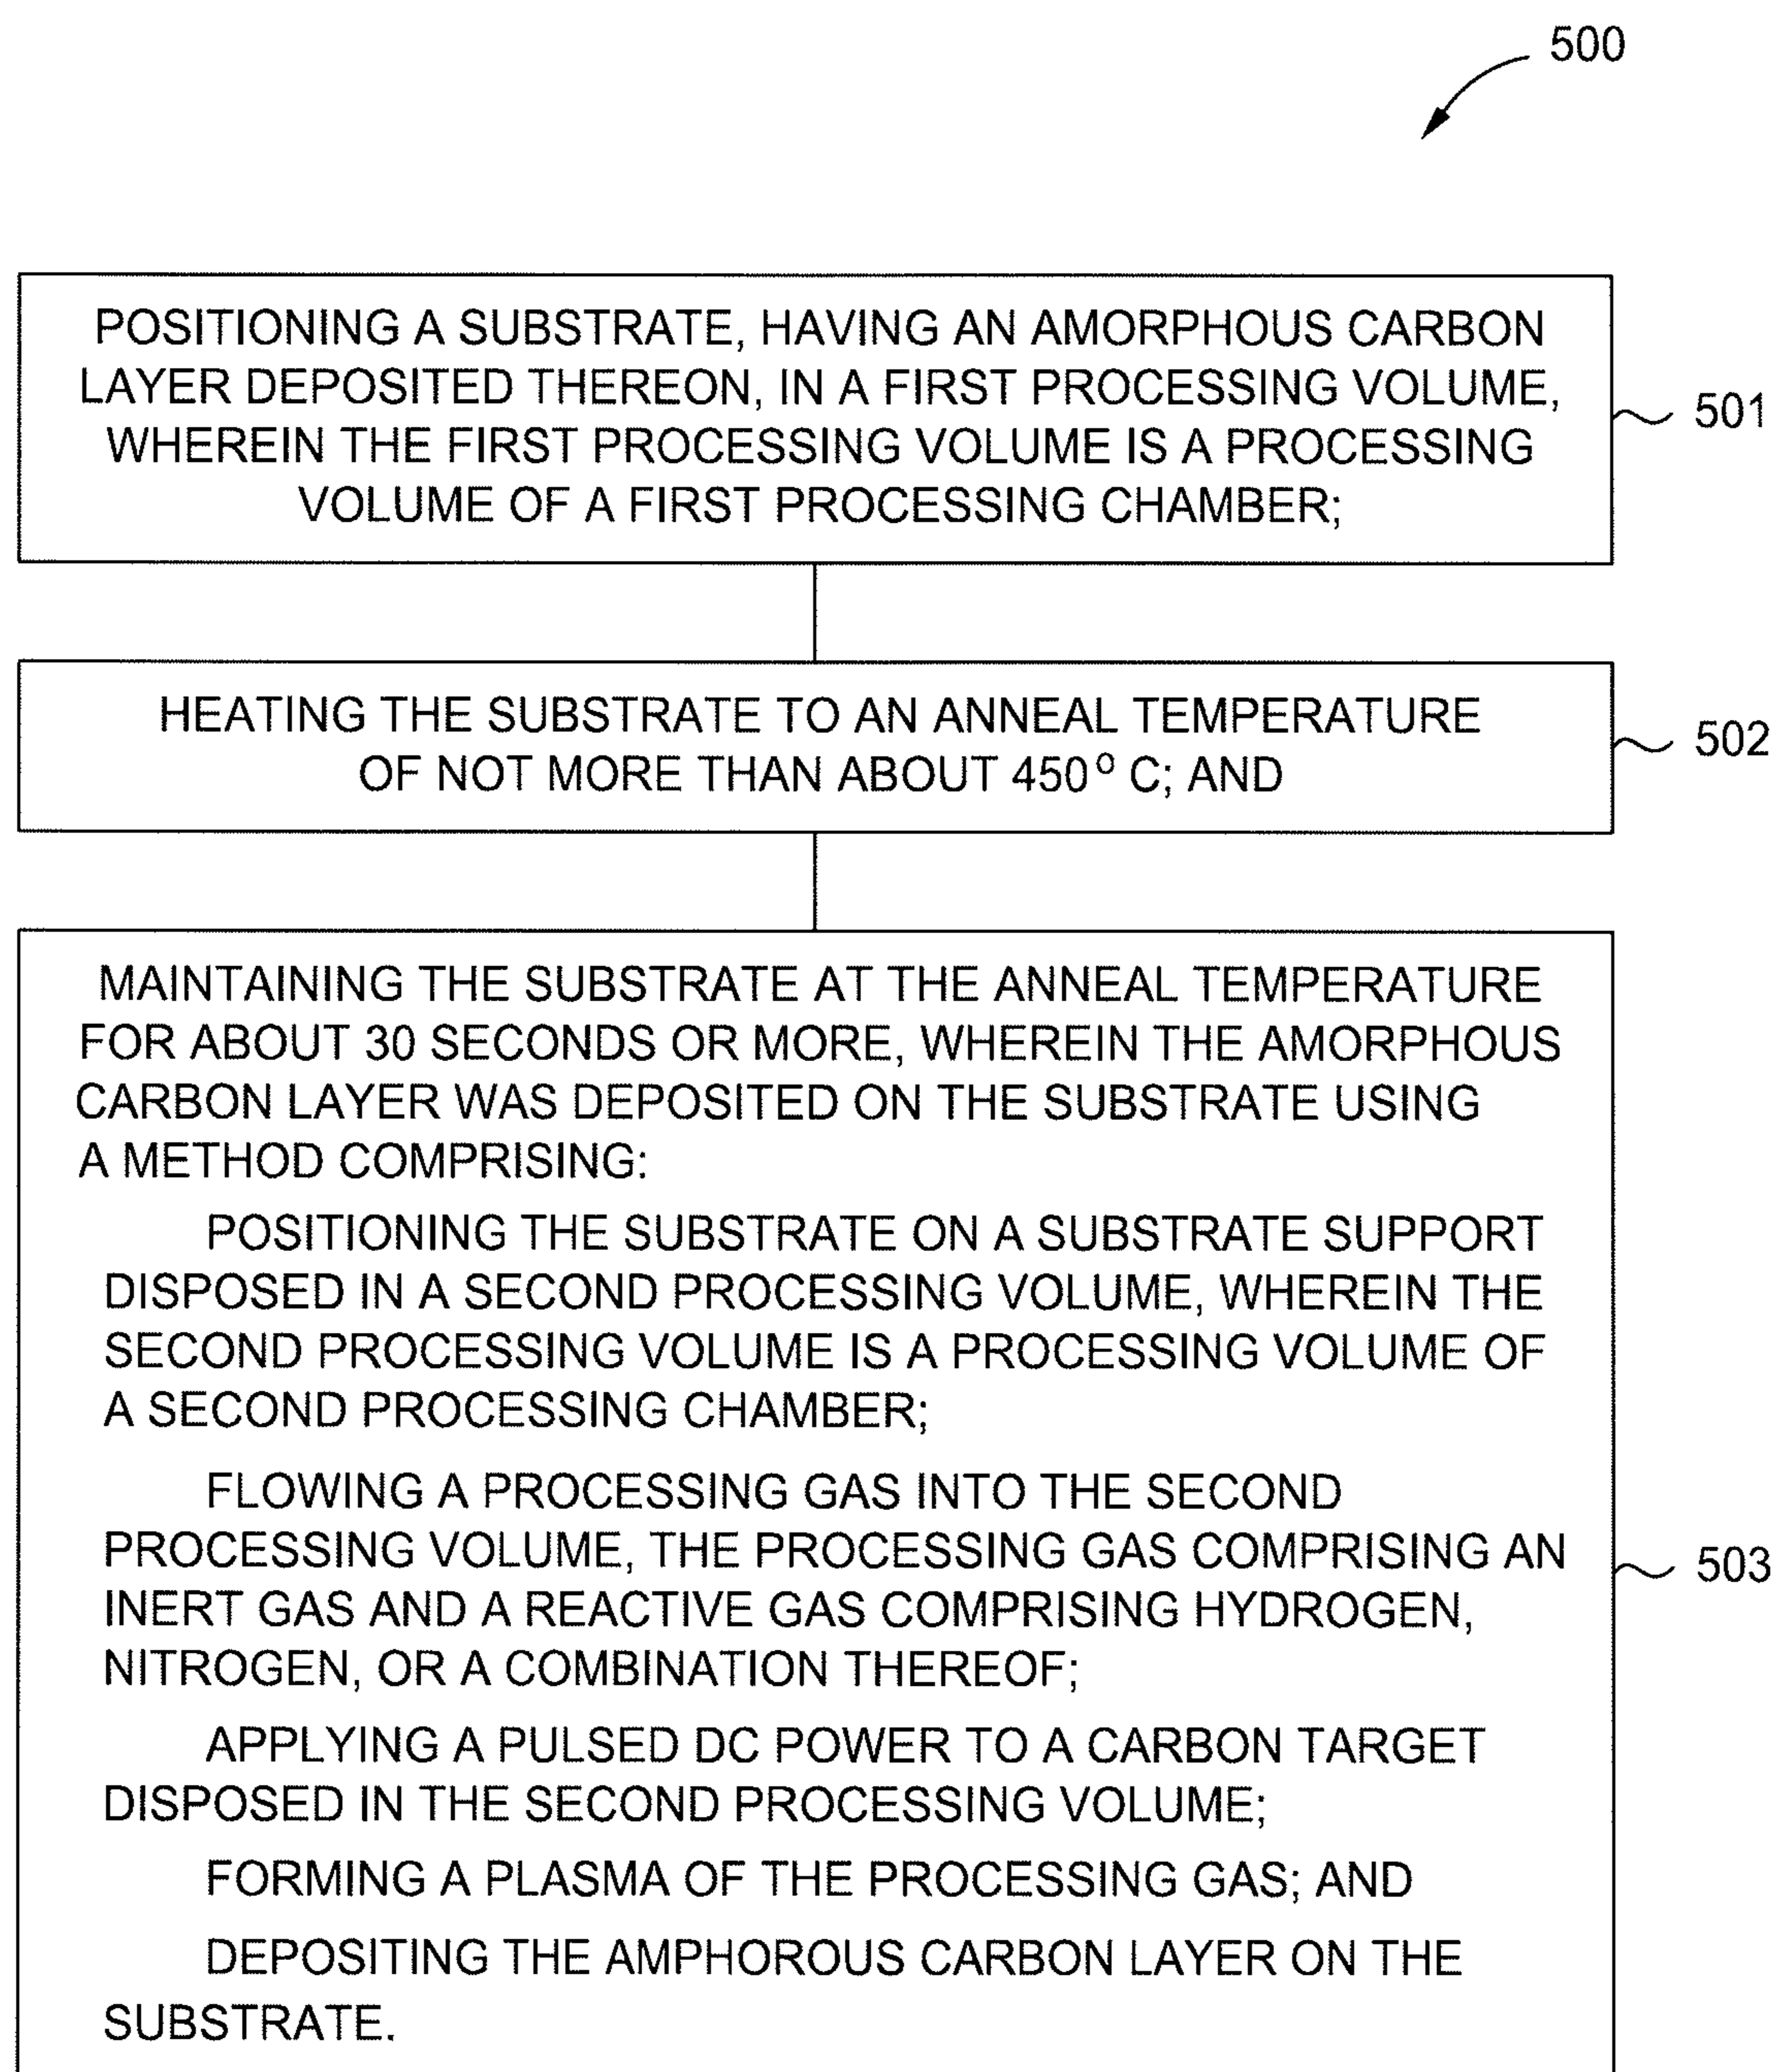 500
POSITIONING A SUBSTRATE, HAVING AN AMORPHOUS CARBON
LAYER DEPOSITED THEREON, IN A FIRST PROCESSING VOLUME,
WHEREIN THE FIRST PROCESSING VOLUME IS A PROCESSING
VOLUME OF A FIRST PROCESSING CHAMBER;
501
HEATING THE SUBSTRATE TO AN ANNEAL TEMPERATURE
OF NOT MORE THAN ABOUT 450° C; AND
502
MAINTAINING THE SUBSTRATE AT THE ANNEAL TEMPERATURE
FOR ABOUT 30 SECONDS OR MORE, WHEREIN THE AMORPHOUS
CARBON LAYER WAS DEPOSITED ON THE SUBSTRATE USING
A METHOD COMPRISING:
POSITIONING THE SUBSTRATE ON A SUBSTRATE SUPPORT
DISPOSED IN A SECOND PROCESSING VOLUME, WHEREIN THE
SECOND PROCESSING VOLUME IS A PROCESSING VOLUME OF
A SECOND PROCESSING CHAMBER;
FLOWING A PROCESSING GAS INTO THE SECOND
PROCESSING VOLUME, THE PROCESSING GAS COMPRISING AN
INERT GAS AND A REACTIVE GAS COMPRISING HYDROGEN,
NITROGEN, OR A COMBINATION THEREOF;
503
APPLYING A PULSED DC POWER TO A CARBON TARGET
DISPOSED IN THE SECOND PROCESSING VOLUME;
FORMING A PLASMA OF THE PROCESSING GAS; AND
DEPOSITING THE AMPHOROUS CARBON LAYER ON THE
SUBSTRATE.